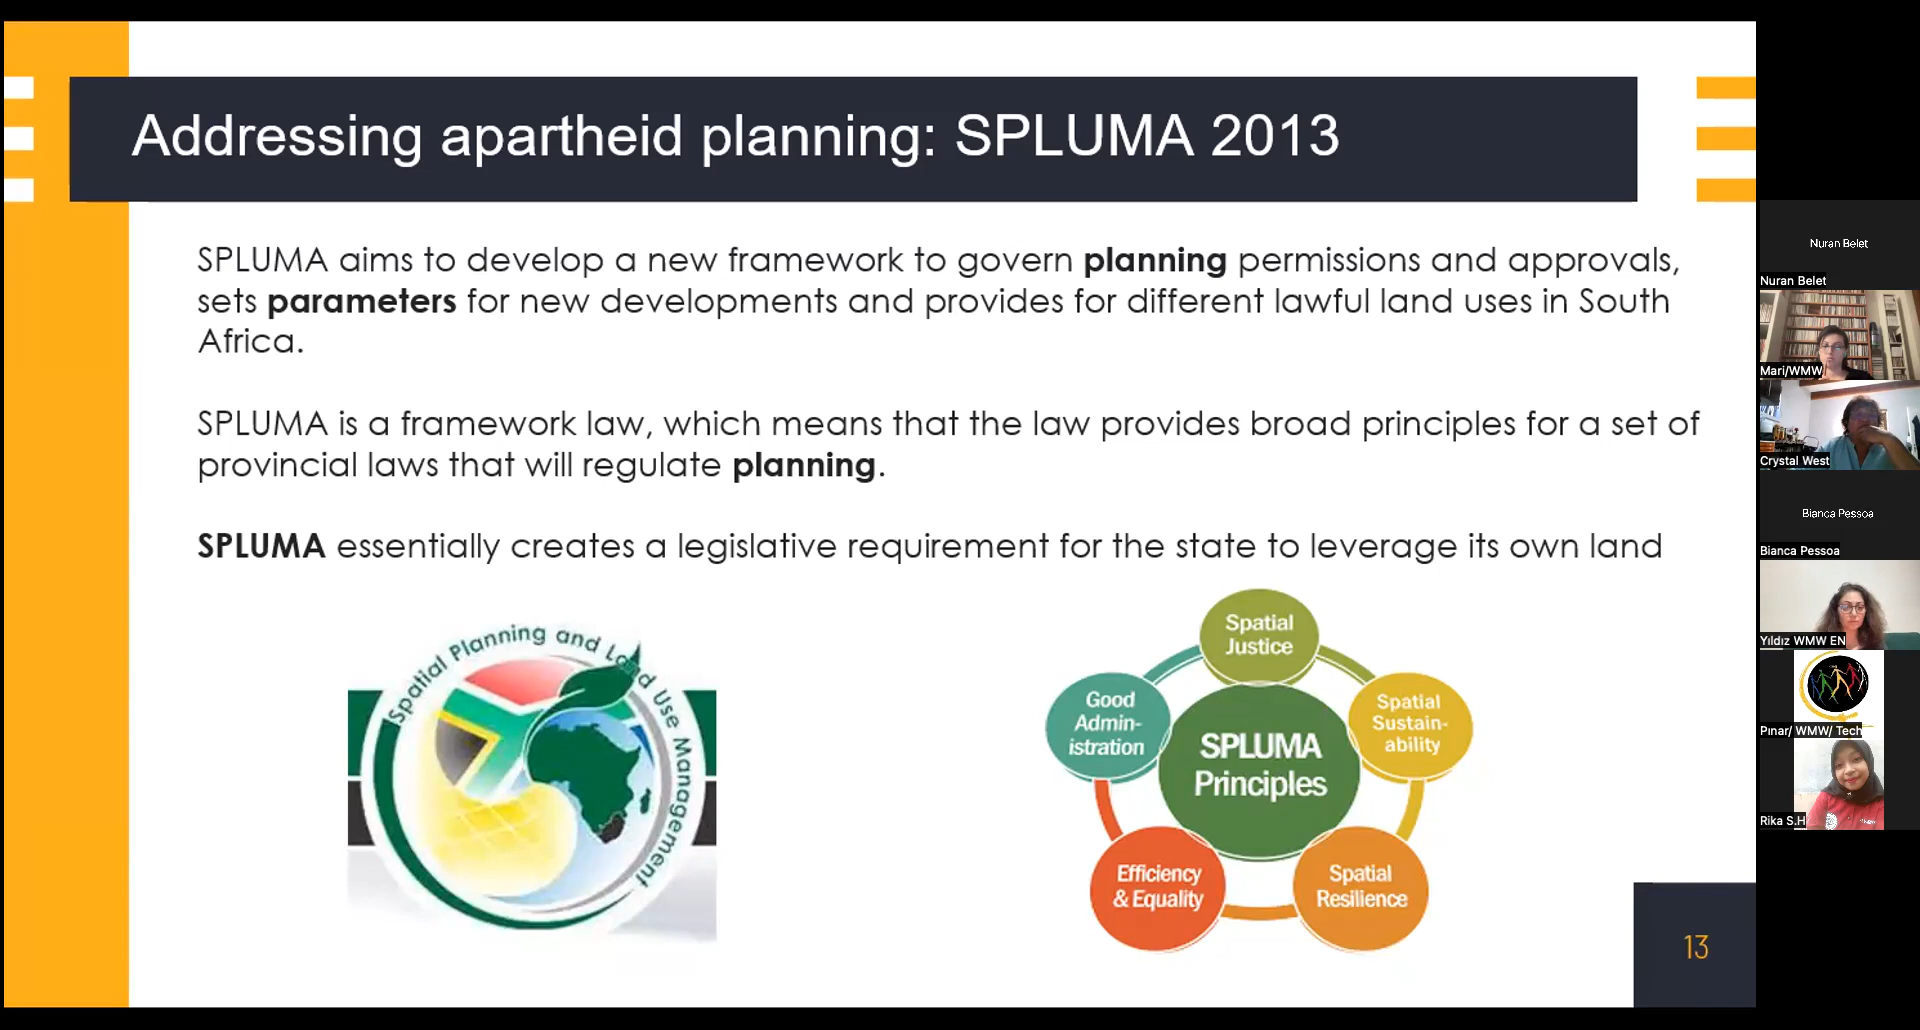 Addressing apartheid planning: SPLUMA 2013
SPLUMA aims to develop a new framework to govern planning permissions and approvals,
sets parameters for new developments and provides for different lawful land uses in South
Africa.
SPLUMA is a framework law, which means that the law provides broad principles for a set of
provincial laws that will regulate planning.
SPLUMA essentially creates a legislative requirement for the state to leverage its own land
Spatial Planning and Land Use Management
Spatial
Justice
Good
Admin-
istration
Spatial
Sustain-
ability
SPLUMA
Principles
Efficiency
& Equality
Spatial
Resilience
13
Nuran Belet
Nuran Belet
Mari/WMW
Crystal West
Bianca Pessoa
Bianca Pessoa
Yıldız WMW EN
Pınar/ WMW/ Tech
Rika S.H